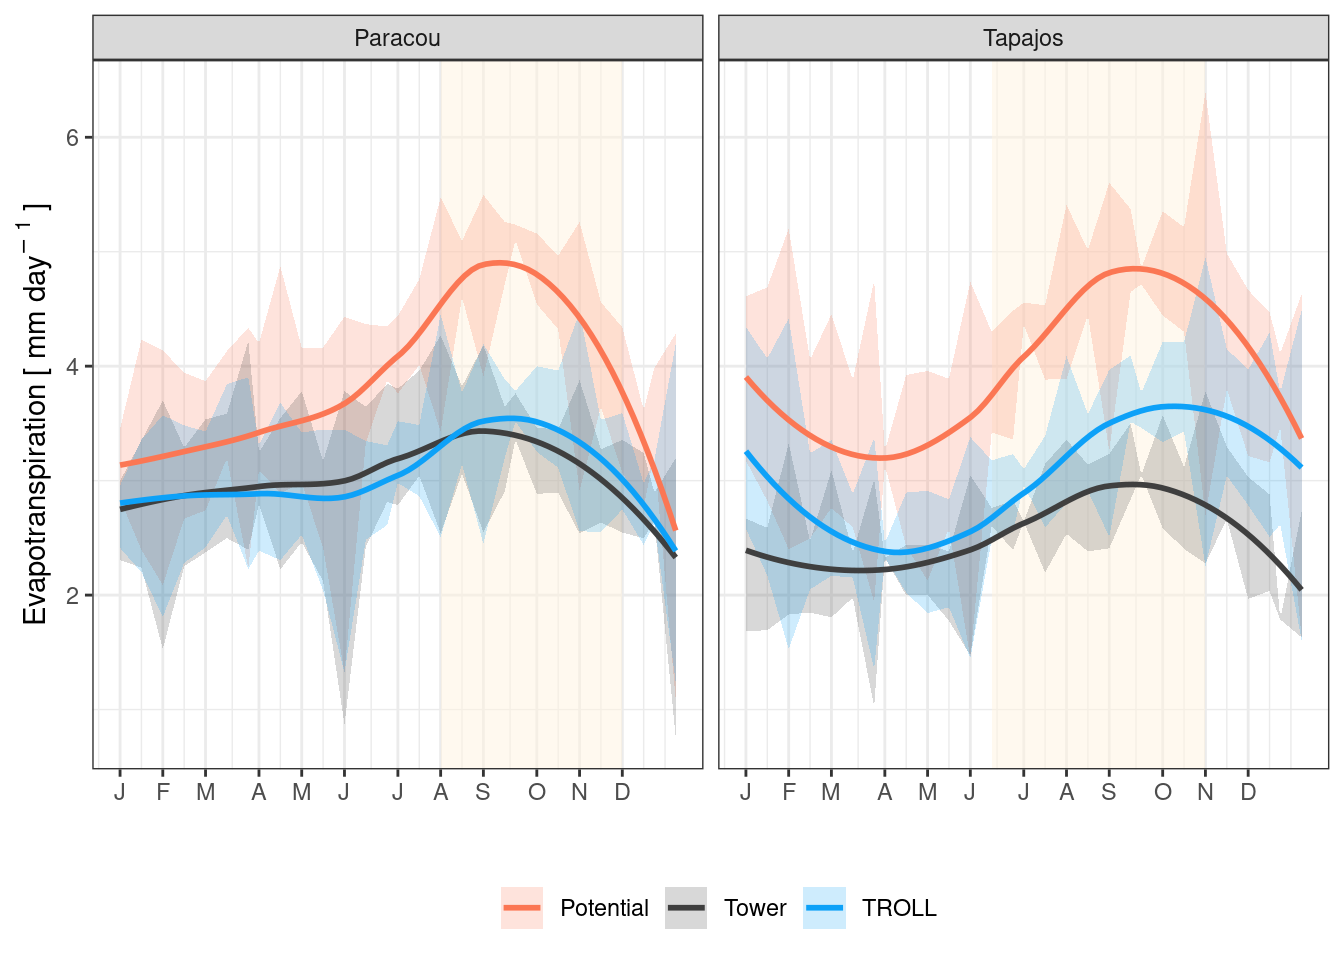 Paracou
Tapajos
Evapotranspiration [ mm day⁻¹ ]
6
4
2
J F M A M J J A S O N D
J F M A M J J A S O N D
Potential Tower TROLL